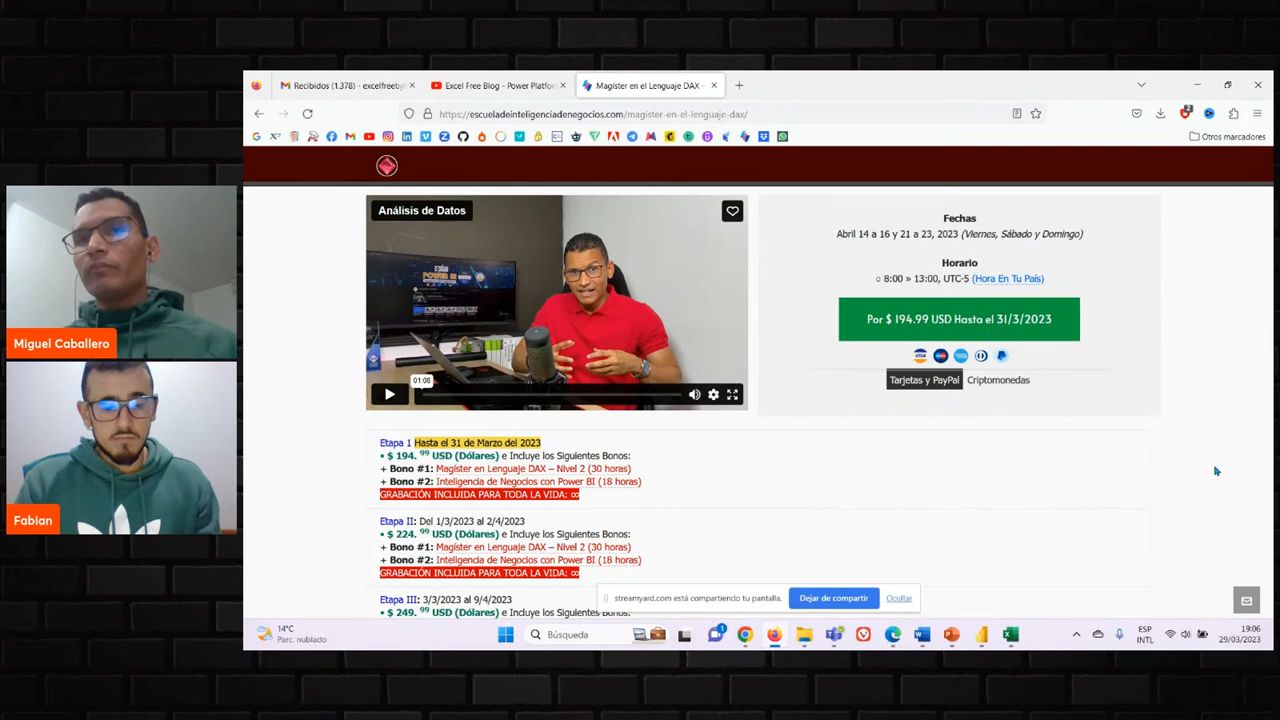 Recibidos (1.378) - excelfreeby
Excel Free Blog - Power Platfor
Magíster en el Lenguaje DAX -
https://escueladeinteligenciadenegocios.com/magister-en-el-lenguaje-dax/
Otros marcadores
Análisis de Datos
01:08
Fechas
Abril 14 a 16 y 21 a 23, 2023 (Viernes, Sábado y Domingo)
Horario
○ 8:00 » 13:00, UTC-5 (Hora En Tu País)
Por $ 194.99 USD Hasta el 31/3/2023
Tarjetas y PayPal Criptomonedas
Miguel Caballero
Fabian
Etapa 1 Hasta el 31 de Marzo del 2023
• $ 194. 99 USD (Dólares) e Incluye los Siguientes Bonos:
+ Bono #1: Magíster en Lenguaje DAX – Nivel 2 (30 horas)
+ Bono #2: Inteligencia de Negocios con Power BI (18 horas)
GRABACIÓN INCLUIDA PARA TODA LA VIDA: ∞
Etapa II: Del 1/3/2023 al 2/4/2023
• $ 224. 99 USD (Dólares) e Incluye los Siguientes Bonos:
+ Bono #1: Magíster en Lenguaje DAX – Nivel 2 (30 horas)
+ Bono #2: Inteligencia de Negocios con Power BI (18 horas)
GRABACIÓN INCLUIDA PARA TODA LA VIDA: ∞
Etapa III: 3/3/2023 al 9/4/2023
• $ 249. 99 USD (Dólares) e Incluye los Siguientes Bonos:
streamyard.com está compartiendo tu pantalla.
Dejar de compartir
Ocultar
14°C
Parc. nublado
Búsqueda
ESP
INTL
19:06
29/03/2023